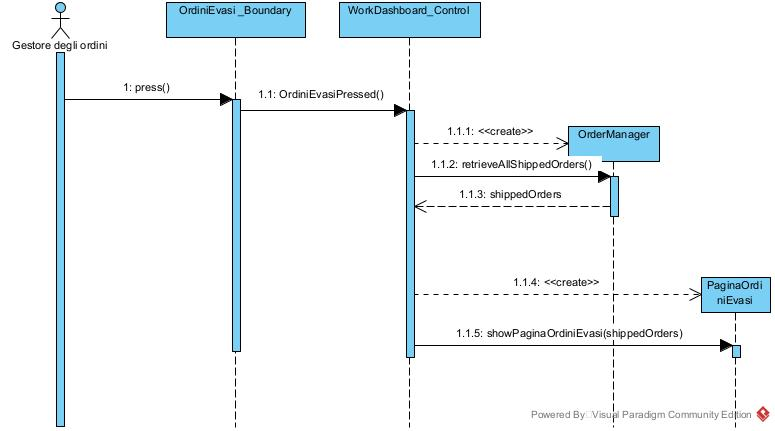 OrdiniEvasi _Boundary
WorkDashboard_Control
Gestore degli ordini
1: press()
1.1: OrdiniEvasiPressed()
1.1.1: <<create>>
OrderManager
1.1.2: retrieveAllShippedOrders()
1.1.3: shippedOrders
1.1.4: <<create>>
PaginaOrdi
niEvasi
1.1.5: showPaginaOrdiniEvasi(shippedOrders)
Powered By Visual Paradigm Community Edition